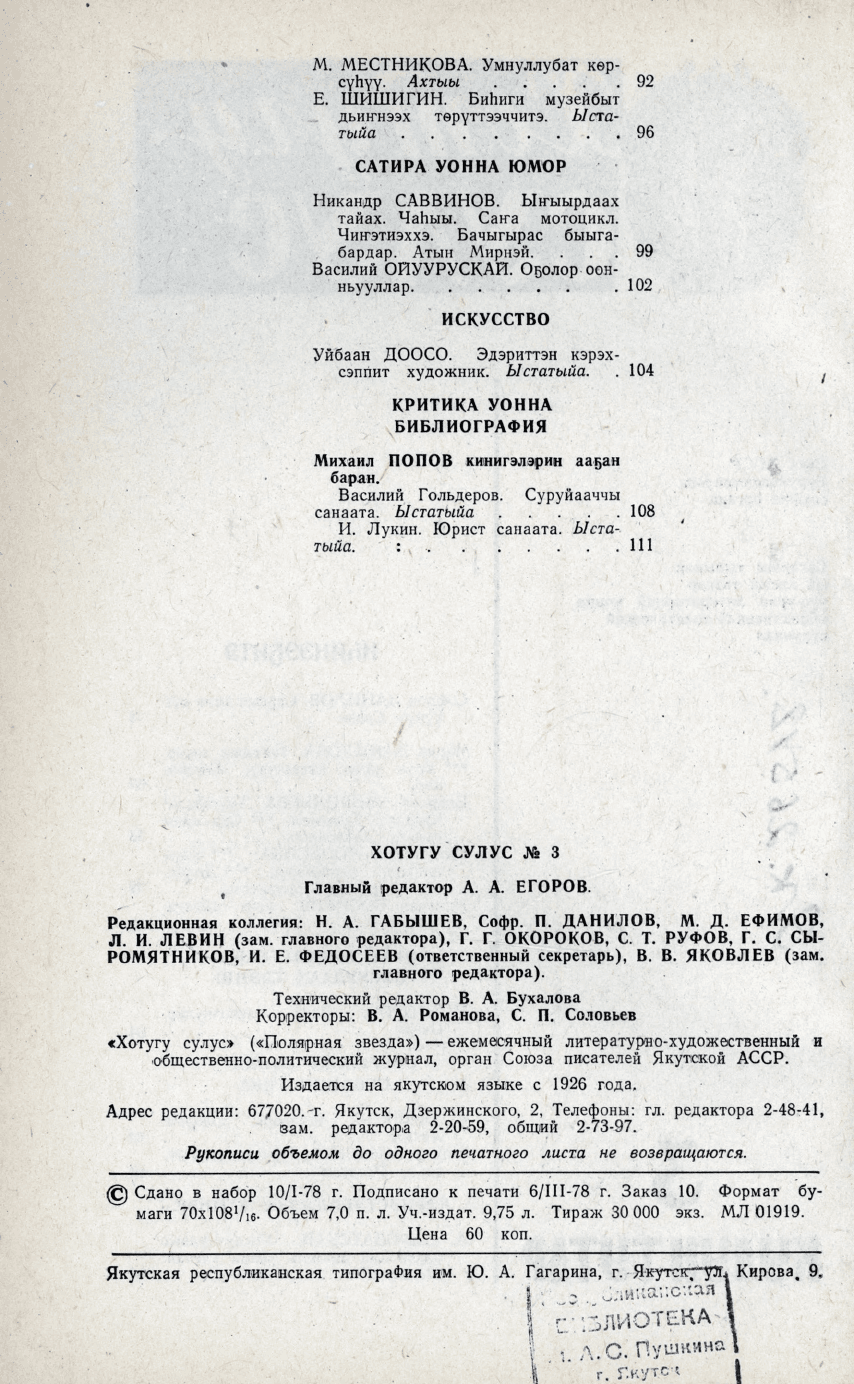 М. МЕСТНИКОВА. Умнуллубат көр-
сүһүү. Ахтыы . . . . . 92
Е. ШИШИГИН. Биһиги музейбыт
дьиҥнээх төрүттээччитэ. Ыста-
тыйа . . . . . . . . 96
САТИРА УОННА ЮМОР
Никандр САВВИНОВ. Ыҥыырдаах
тайах. Чаһыы. Саҥа мотоцикл.
Чиҥэтиэххэ. Бачыгырас быыга-
бардар. Атын Мирнэй. . . . 99
Василий ОЙУУРУСКАЙ. Оҕолор оон-
ньууллар. . . . . . . 102
ИСКУССТВО
Уйбаан ДООСО. Эдэриттэн кэрэх-
сэппит художник. Ыстатыйа. . 104
КРИТИКА УОННА
БИБЛИОГРАФИЯ
Михаил ПОПОВ кинигэлэрин ааҕан
баран.
Василий Гольдеров. Суруйааччы
санаата. Ыстатыйа . . . . . 108
И. Лукин. Юрист санаата. Ыста-
тыйа. : . . . . . . . 111
ХОТУГУ СУЛУС № 3
Главный редактор А. А. ЕГОРОВ.
Редакционная коллегия: Н. А. ГАБЫШЕВ, Софр. П. ДАНИЛОВ, М. Д. ЕФИМОВ,
Л. И. ЛЕВИН (зам. главного редактора), Г. Г. ОКОРОКОВ, С. Т. РУФОВ, Г. С. СЫ-
РОМЯТНИКОВ, И. Е. ФЕДОСЕЕВ (ответственный секретарь), В. В. ЯКОВЛЕВ (зам.
главного редактора).
Технический редактор В. А. Бухалова
Корректоры: В. А. Романова, С. П. Соловьев
«Хотугу сулус» («Полярная звезда») — ежемесячный литературно-художественный и
общественно-политический журнал, орган Союза писателей Якутской АССР.
Издается на якутском языке с 1926 года.
Адрес редакции: 677020. г. Якутск, Дзержинского, 2, Телефоны: гл. редактора 2-48-41,
зам. редактора 2-20-59, общий 2-73-97.
Рукописи объемом до одного печатного листа не возвращаются.
© Сдано в набор 10/I-78 г. Подписано к печати 6/III-78 г. Заказ 10. Формат бу-
маги 70х108¹/₁₆. Объем 7,0 п. л. Уч.-издат. 9,75 л. Тираж 30 000 экз. МЛ 01919.
Цена 60 коп.
Якутская республиканская типография им. Ю. А. Гагарина, г. Якутск, ул. Кирова, 9.
БИБЛИОТЕКА
А. С. Пушкина
г. Якутск